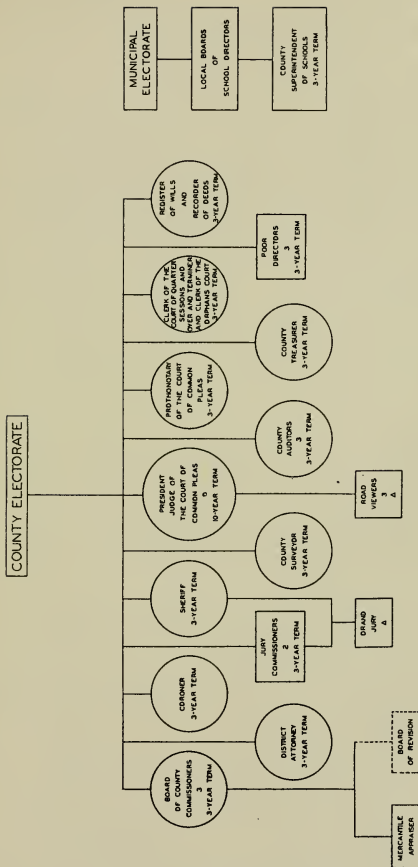 COUNTY ELECTORATE
BOARD
OF COUNTY
COMMISSIONERS
3
3-YEAR TERM
CORONER
3-YEAR TERM
SHERIFF
3-YEAR TERM
PRESIDENT
JUDGE OF
THE COURT OF
COMMON PLEAS
10-YEAR TERM
PROTHONOTARY
OF THE COURT
OF COMMON
PLEAS
3-YEAR TERM
CLERK OF THE
COURT OF QUARTER
SESSIONS AND
OYER AND TERMINER
AND CLERK OF THE
ORPHANS COURT
3-YEAR TERM
REGISTER
OF WILLS
AND
RECORDER
OF DEEDS
3-YEAR TERM
DISTRICT
ATTORNEY
3-YEAR TERM
JURY
COMMISSIONERS
2
3-YEAR TERM
COUNTY
SURVEYOR
3-YEAR TERM
COUNTY
AUDITORS
3
3-YEAR TERM
COUNTY
TREASURER
3-YEAR TERM
POOR
DIRECTORS
3
3-YEAR TERM
MERCANTILE
APPRAISER
BOARD
OF REVISION
GRAND
JURY
Δ
ROAD
VIEWERS
3
Δ
MUNICIPAL
ELECTORATE
LOCAL BOARDS
OF
SCHOOL DIRECTORS
COUNTY
SUPERINTENDENT
OF SCHOOLS
3-YEAR TERM